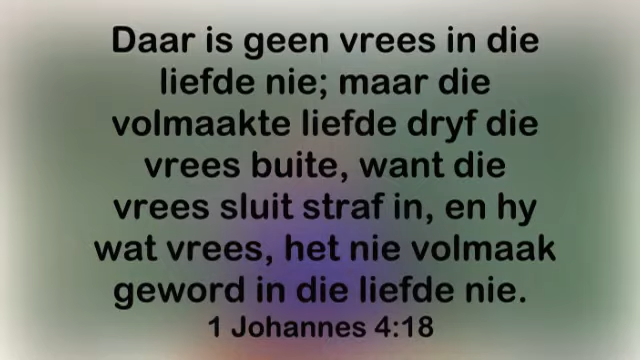 Daar is geen vrees in die
liefde nie; maar die
volmaakte liefde dryf die
vrees buite, want die
vrees sluit straf in, en hy
wat vrees, het nie volmaak
geword in die liefde nie.
1 Johannes 4:18